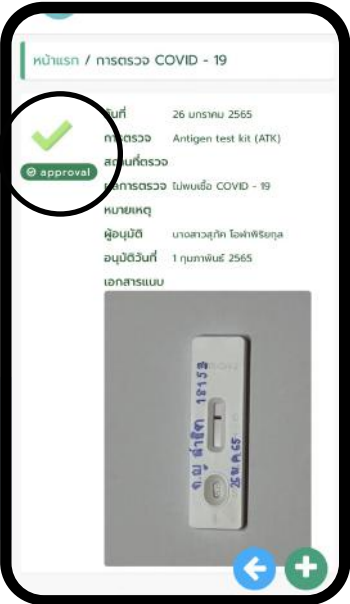 หน้าแรก / การตรวจ COVID - 19
วันที่ 26 มกราคม 2565
การตรวจ Antigen test kit (ATK)
approval
สถานที่ตรวจ
ผลการตรวจ ไม่พบเชื้อ COVID - 19
หมายเหตุ
ผู้อนุมัติ
อนุมัติวันที่ 1 กุมภาพันธ์ 2565
เอกสารแนบ
18153
26 ม.ค. 65